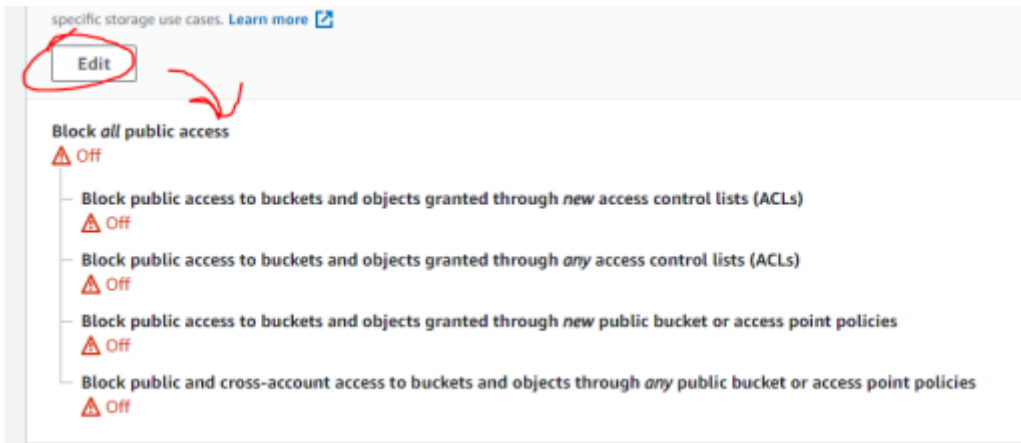 specific storage use cases. Learn more
Edit
Block all public access
Off
Block public access to buckets and objects granted through new access control lists (ACLs)
Off
Block public access to buckets and objects granted through any access control lists (ACLs)
Off
Block public access to buckets and objects granted through new public bucket or access point policies
Off
Block public and cross-account access to buckets and objects through any public bucket or access point policies
Off